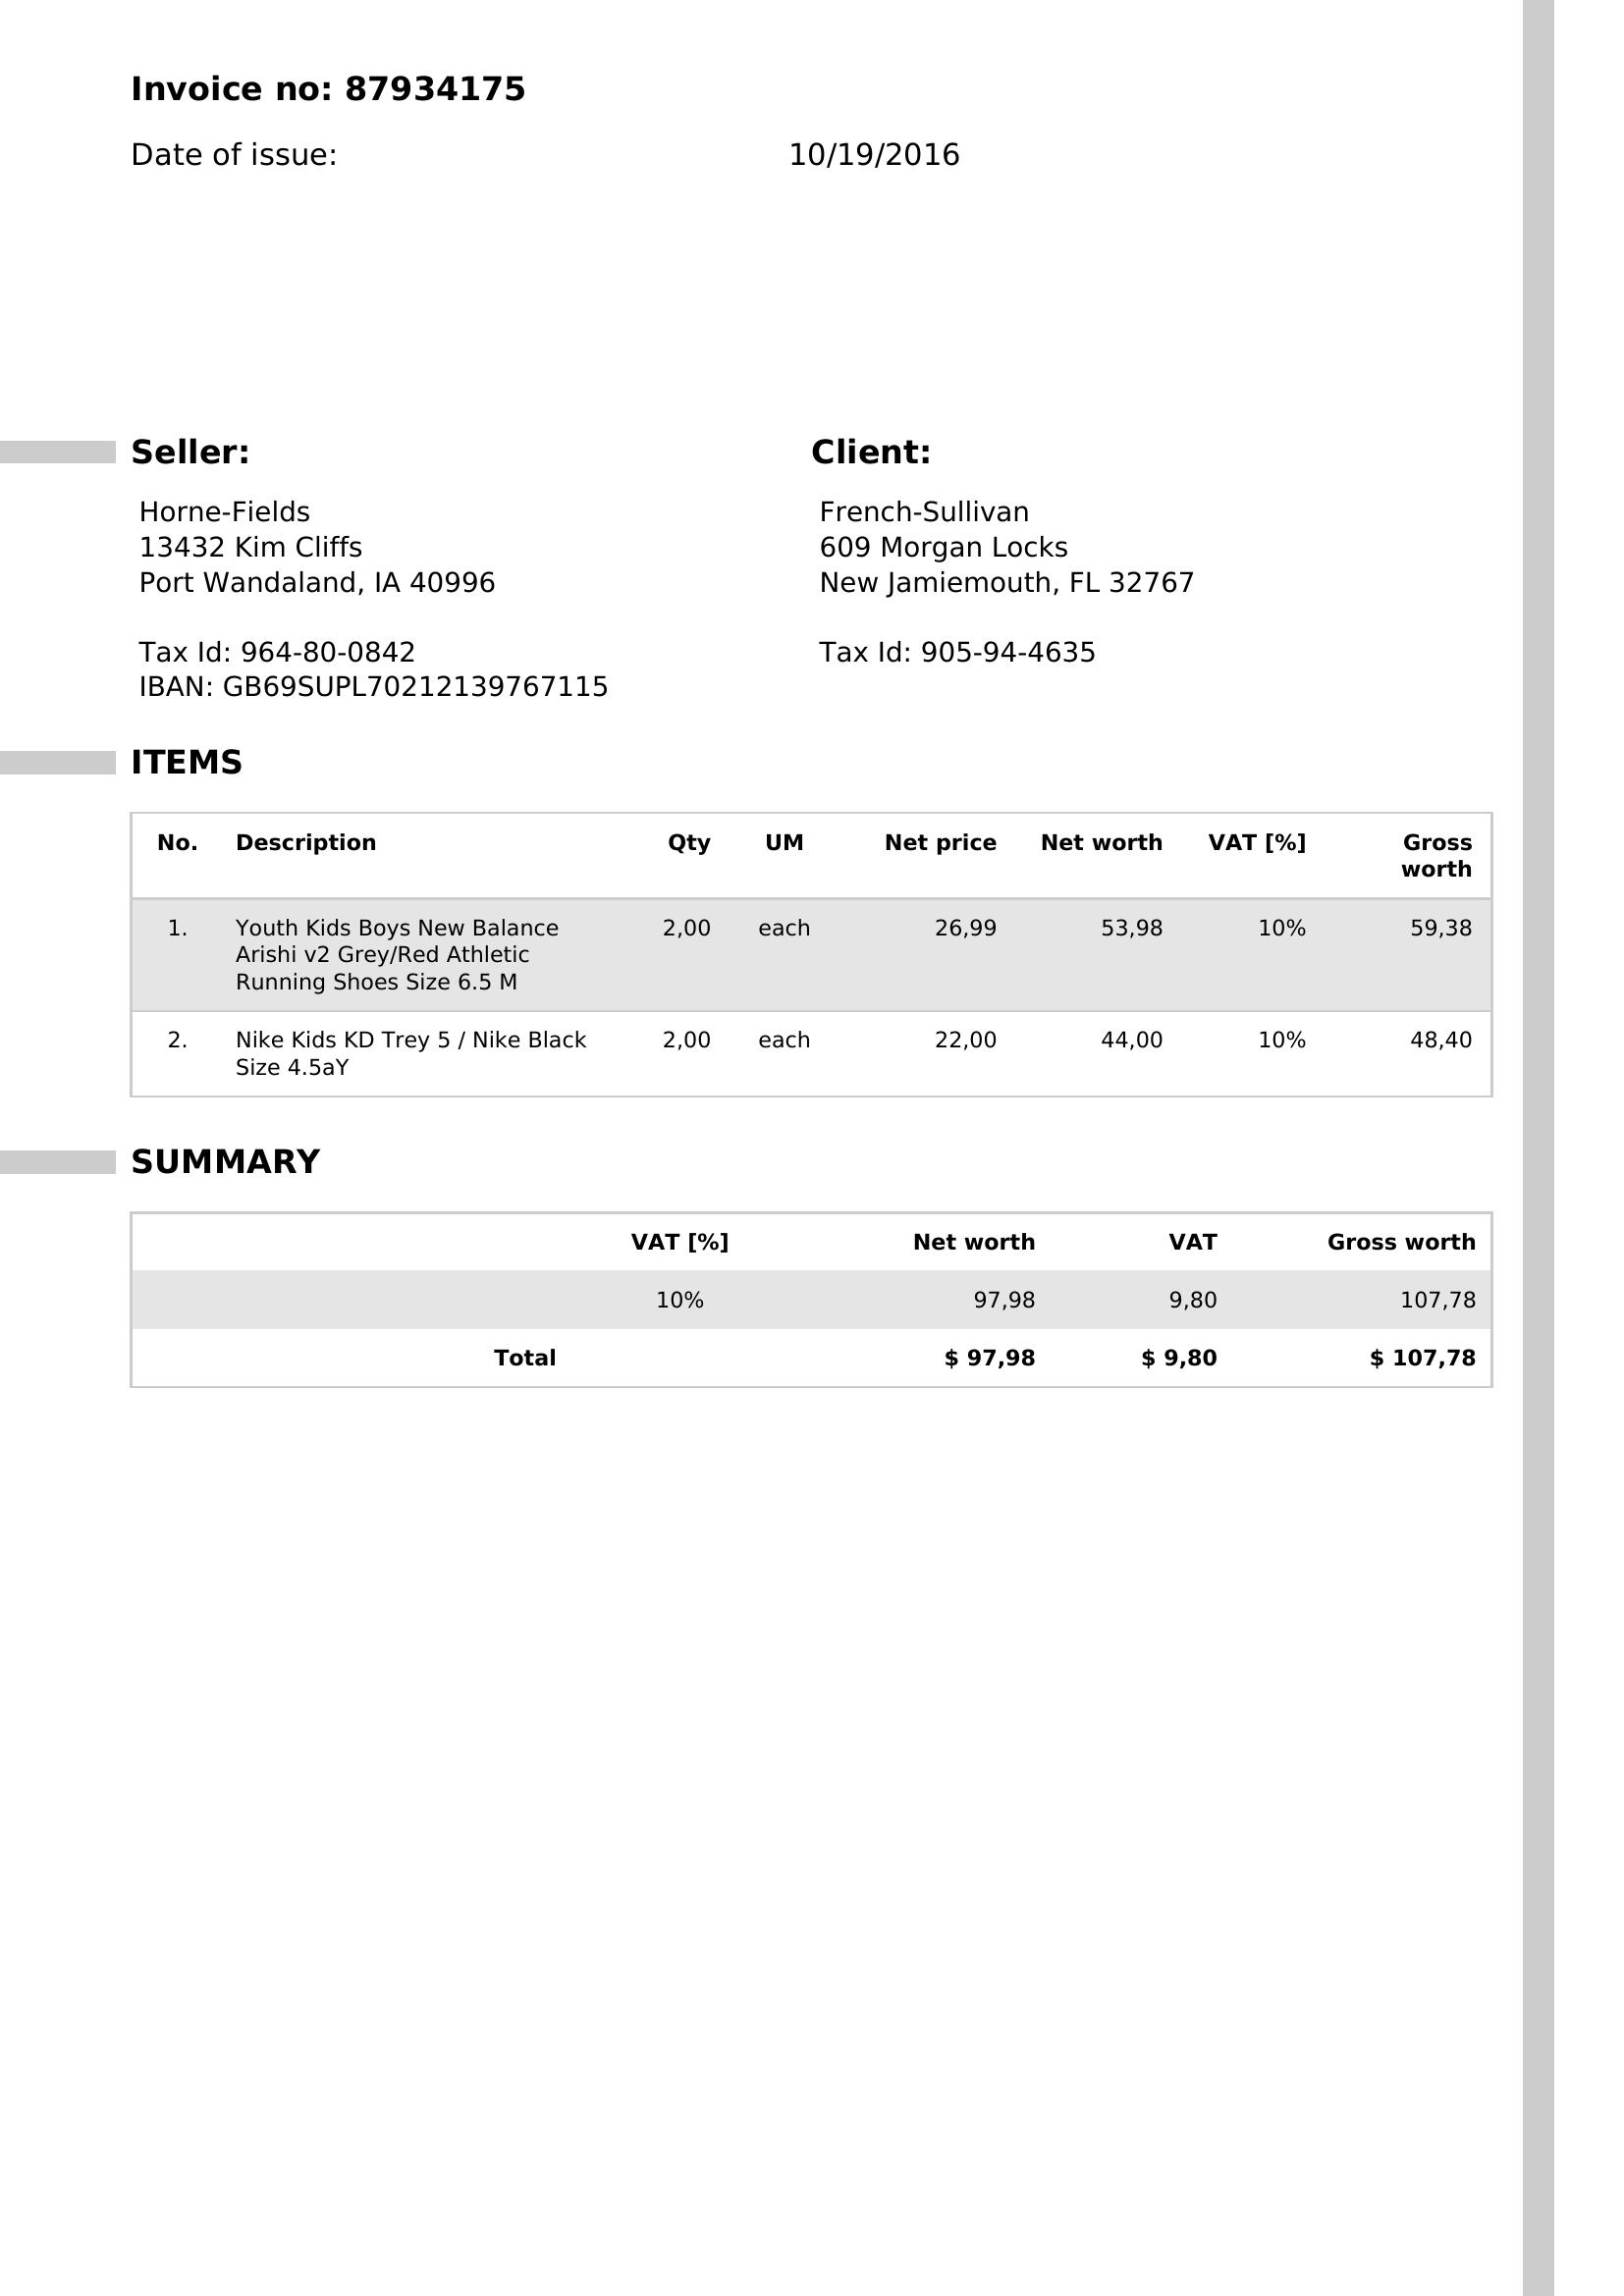 Invoice no: 87934175
Date of issue: 10/19/2016
Seller:
Horne-Fields
13432 Kim Cliffs
Port Wandaland, IA 40996
Tax Id: 964-80-0842
IBAN: GB69SUPL70212139767115
Client:
French-Sullivan
609 Morgan Locks
New Jamiemouth, FL 32767
Tax Id: 905-94-4635
ITEMS
No. Description Qty UM Net price Net worth VAT [%] Gross
worth
1. Youth Kids Boys New Balance 2,00 each 26,99 53,98 10% 59,38
Arishi v2 Grey/Red Athletic
Running Shoes Size 6.5 M
2. Nike Kids KD Trey 5 / Nike Black 2,00 each 22,00 44,00 10% 48,40
Size 4.5aY
SUMMARY
VAT [%] Net worth VAT Gross worth
10% 97,98 9,80 107,78
Total $ 97,98 $ 9,80 $ 107,78